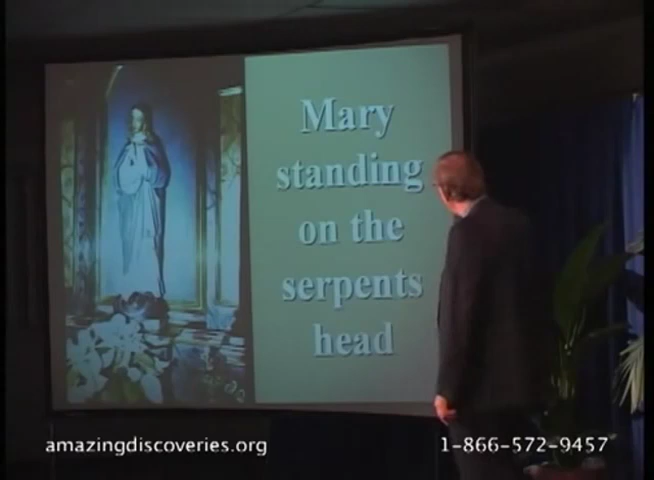 Mary
standing
on the
serpents
head
amazingdiscoveries.org
1-866-572-9457